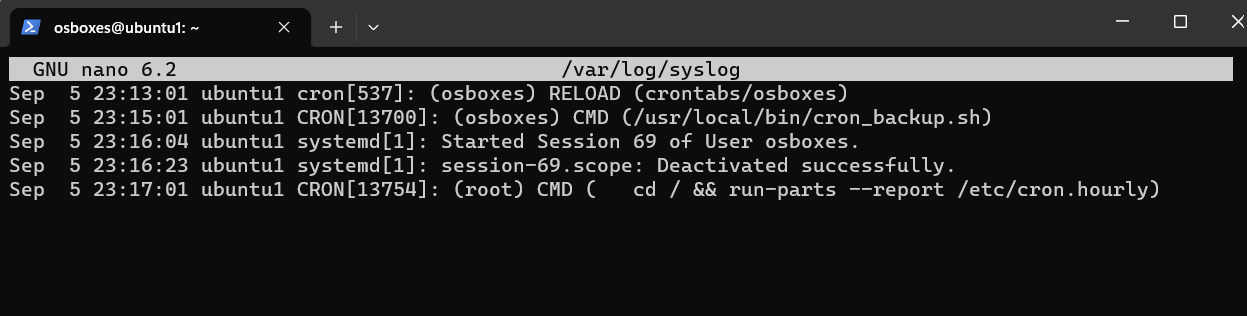 osboxes@ubuntu1: ~
GNU nano 6.2 /var/log/syslog
Sep  5 23:13:01 ubuntu1 cron[537]: (osboxes) RELOAD (crontabs/osboxes)
Sep  5 23:15:01 ubuntu1 CRON[13700]: (osboxes) CMD (/usr/local/bin/cron_backup.sh)
Sep  5 23:16:04 ubuntu1 systemd[1]: Started Session 69 of User osboxes.
Sep  5 23:16:23 ubuntu1 systemd[1]: session-69.scope: Deactivated successfully.
Sep  5 23:17:01 ubuntu1 CRON[13754]: (root) CMD (   cd / && run-parts --report /etc/cron.hourly)